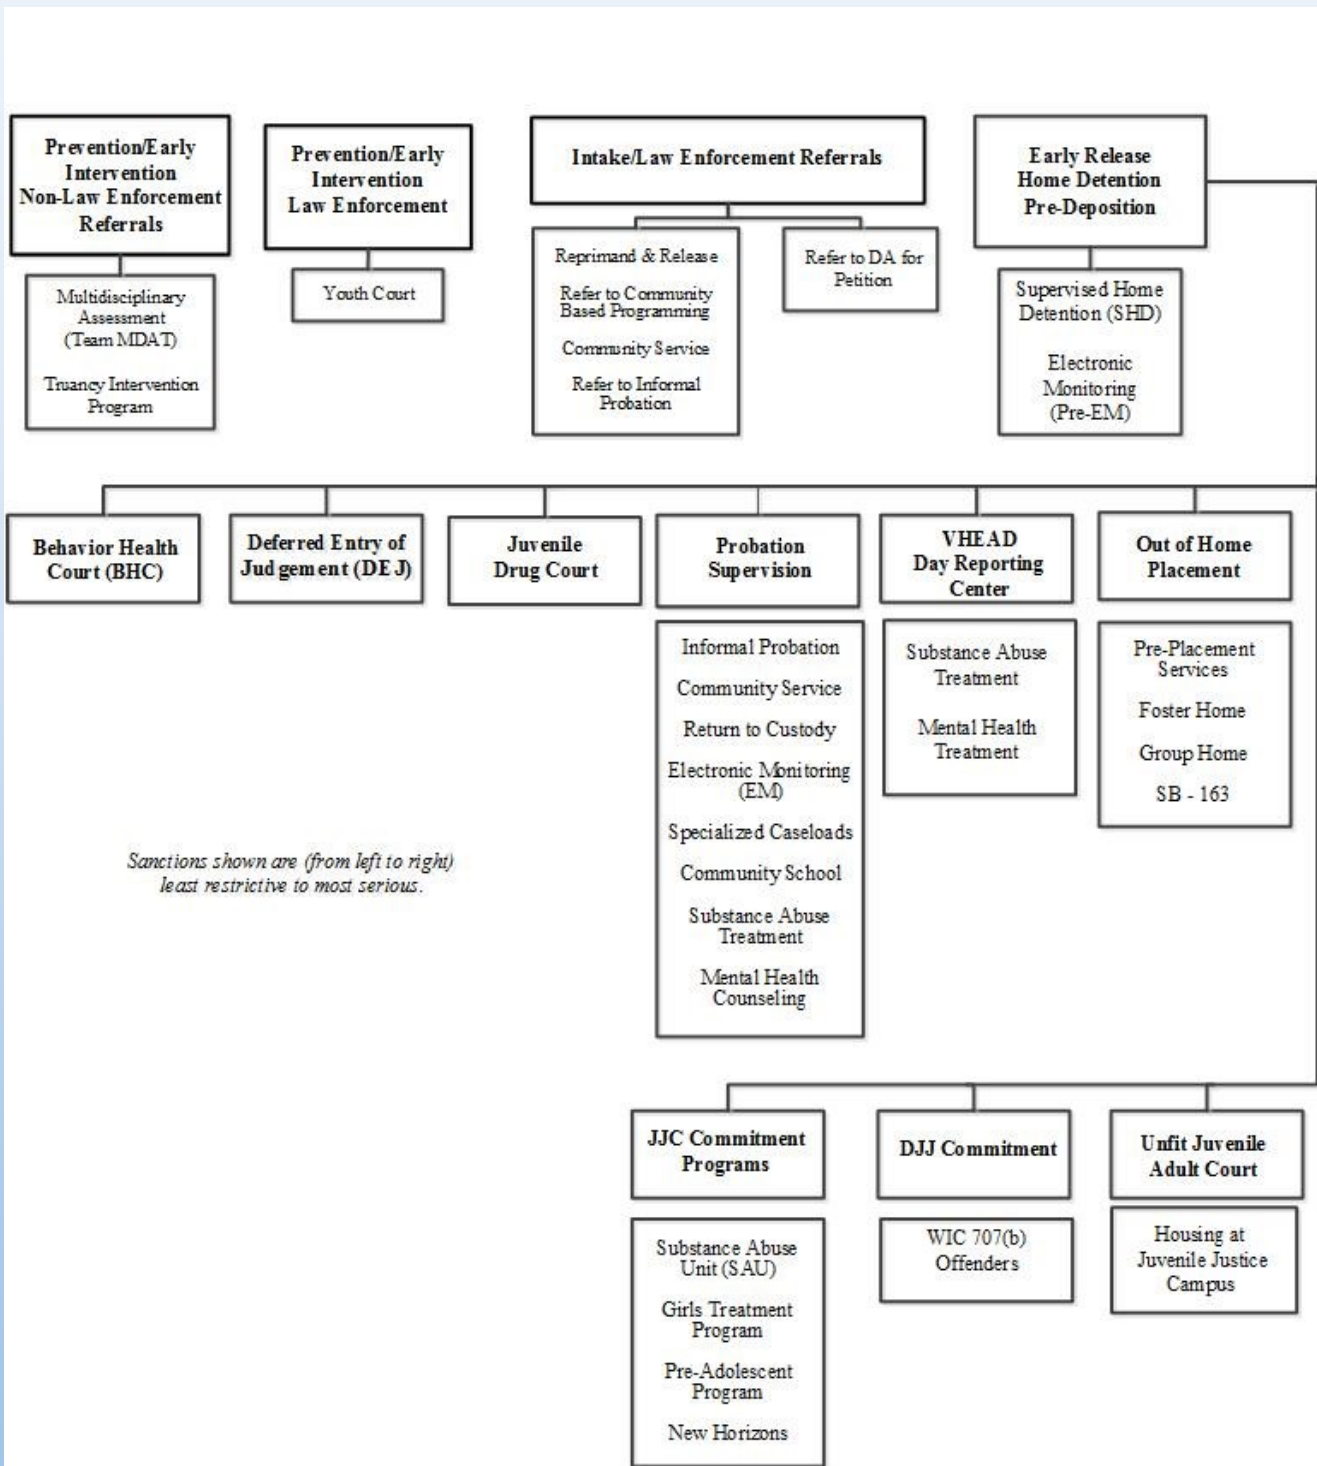 Prevention/Early
Intervention
Non-Law Enforcement
Referrals
Multidisciplinary
Assessment
(Team MDAT)
Truancy Intervention
Program
Prevention/Early
Intervention
Law Enforcement
Youth Court
Intake/Law Enforcement Referrals
Reprimand & Release
Refer to Community
Based Programming
Community Service
Refer to Informal
Probation
Refer to DA for
Petition
Early Release
Home Detention
Pre-Deposition
Supervised Home
Detention (SHD)
Electronic
Monitoring
(Pre-EM)
Behavior Health
Court (BHC)
Deferred Entry of
Judgement (DEJ)
Juvenile
Drug Court
Probation
Supervision
Informal Probation
Community Service
Return to Custody
Electronic Monitoring
(EM)
Specialized Caseloads
Community School
Substance Abuse
Treatment
Mental Health
Counseling
VHEAD
Day Reporting
Center
Substance Abuse
Treatment
Mental Health
Treatment
Out of Home
Placement
Pre-Placement
Services
Foster Home
Group Home
SB - 163
Sanctions shown are (from left to right)
least restrictive to most serious.
JJC Commitment
Programs
Substance Abuse
Unit (SAU)
Girls Treatment
Program
Pre-Adolescent
Program
New Horizons
DJJ Commitment
WIC 707(b)
Offenders
Unfit Juvenile
Adult Court
Housing at
Juvenile Justice
Campus